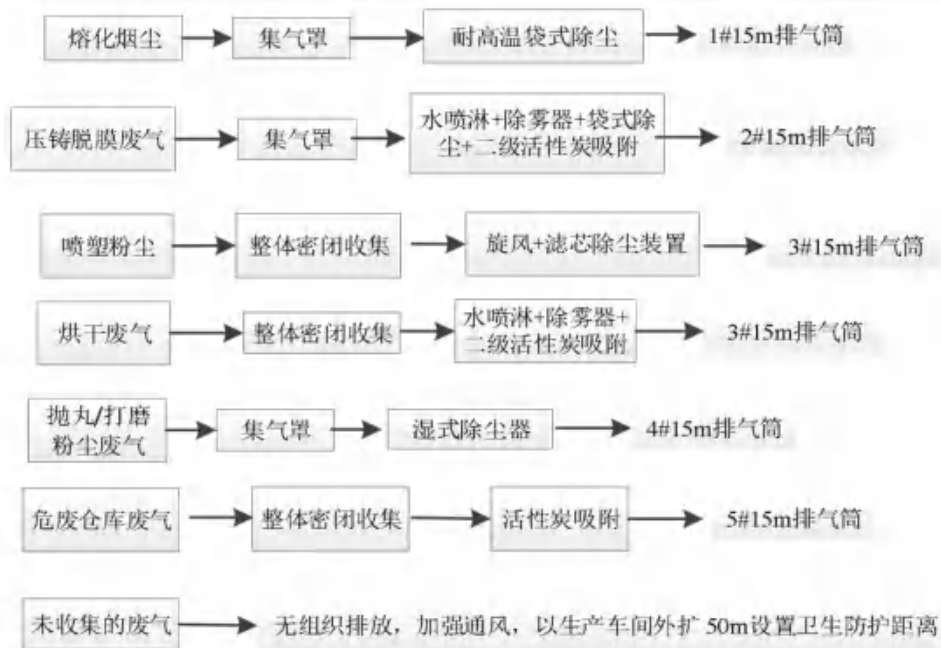 熔化烟尘
集气罩
耐高温袋式除尘
1#15m排气筒
压铸脱膜废气
集气罩
水喷淋+除雾器+袋式除
尘+二级活性炭吸附
2#15m排气筒
喷塑粉尘
整体密闭收集
旋风+滤芯除尘装置
3#15m排气筒
烘干废气
整体密闭收集
水喷淋+除雾器+
二级活性炭吸附
3#15m排气筒
抛丸/打磨
粉尘废气
集气罩
湿式除尘器
4#15m排气筒
危废仓库废气
整体密闭收集
活性炭吸附
5#15m排气筒
未收集的废气
无组织排放，加强通风，以生产车间外扩 50m设置卫生防护距离